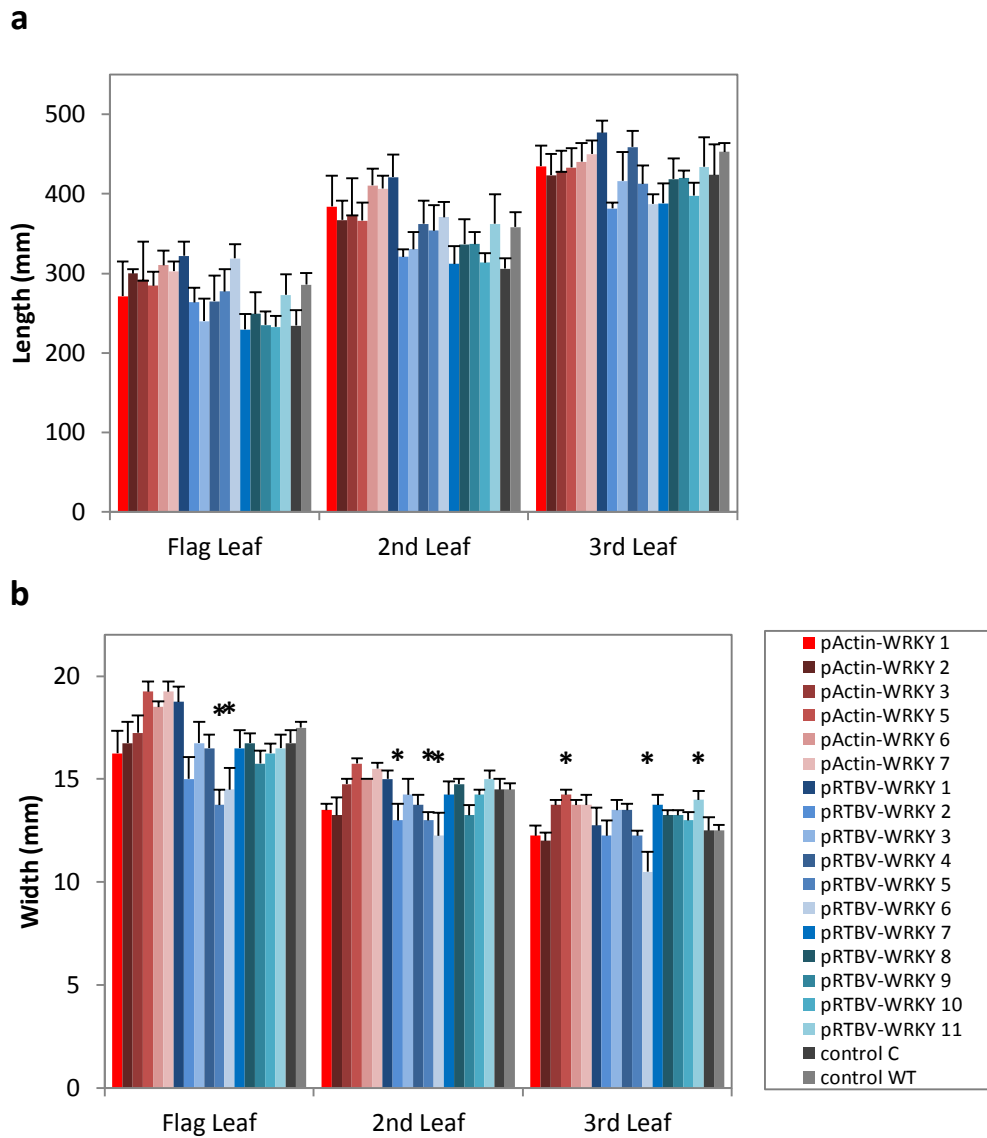 a
500
400
300
200
100
0
Length (mm)
Flag Leaf 2nd Leaf 3rd Leaf
b
20
15
10
5
0
Width (mm)
** * ** * * *
Flag Leaf 2nd Leaf 3rd Leaf
pActin-WRKY 1
pActin-WRKY 2
pActin-WRKY 3
pActin-WRKY 5
pActin-WRKY 6
pActin-WRKY 7
pRTBV-WRKY 1
pRTBV-WRKY 2
pRTBV-WRKY 3
pRTBV-WRKY 4
pRTBV-WRKY 5
pRTBV-WRKY 6
pRTBV-WRKY 7
pRTBV-WRKY 8
pRTBV-WRKY 9
pRTBV-WRKY 10
pRTBV-WRKY 11
control C
control WT